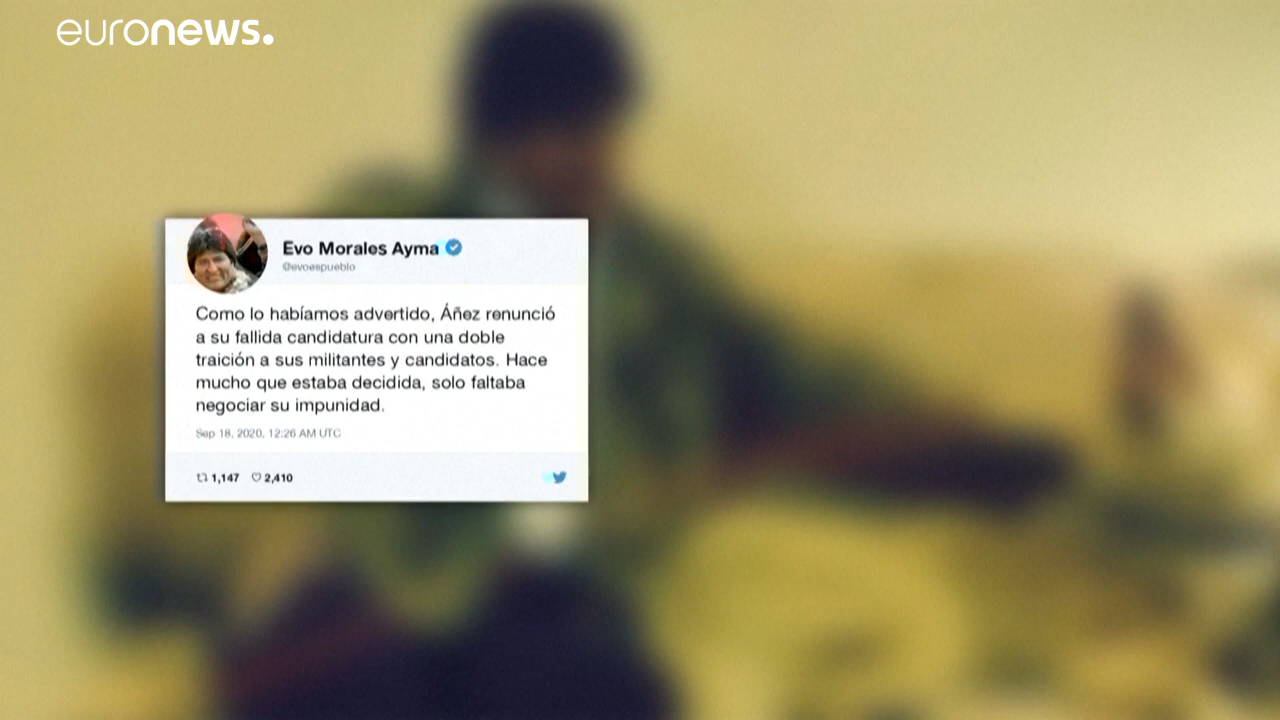 euronews.
Evo Morales Ayma
@evoespueblo
Como lo habíamos advertido, Áñez renunció
a su fallida candidatura con una doble
traición a sus militantes y candidatos. Hace
mucho que estaba decidida, solo faltaba
negociar su impunidad.
Sep 18, 2020, 12:26 AM UTC
1,147 2,410